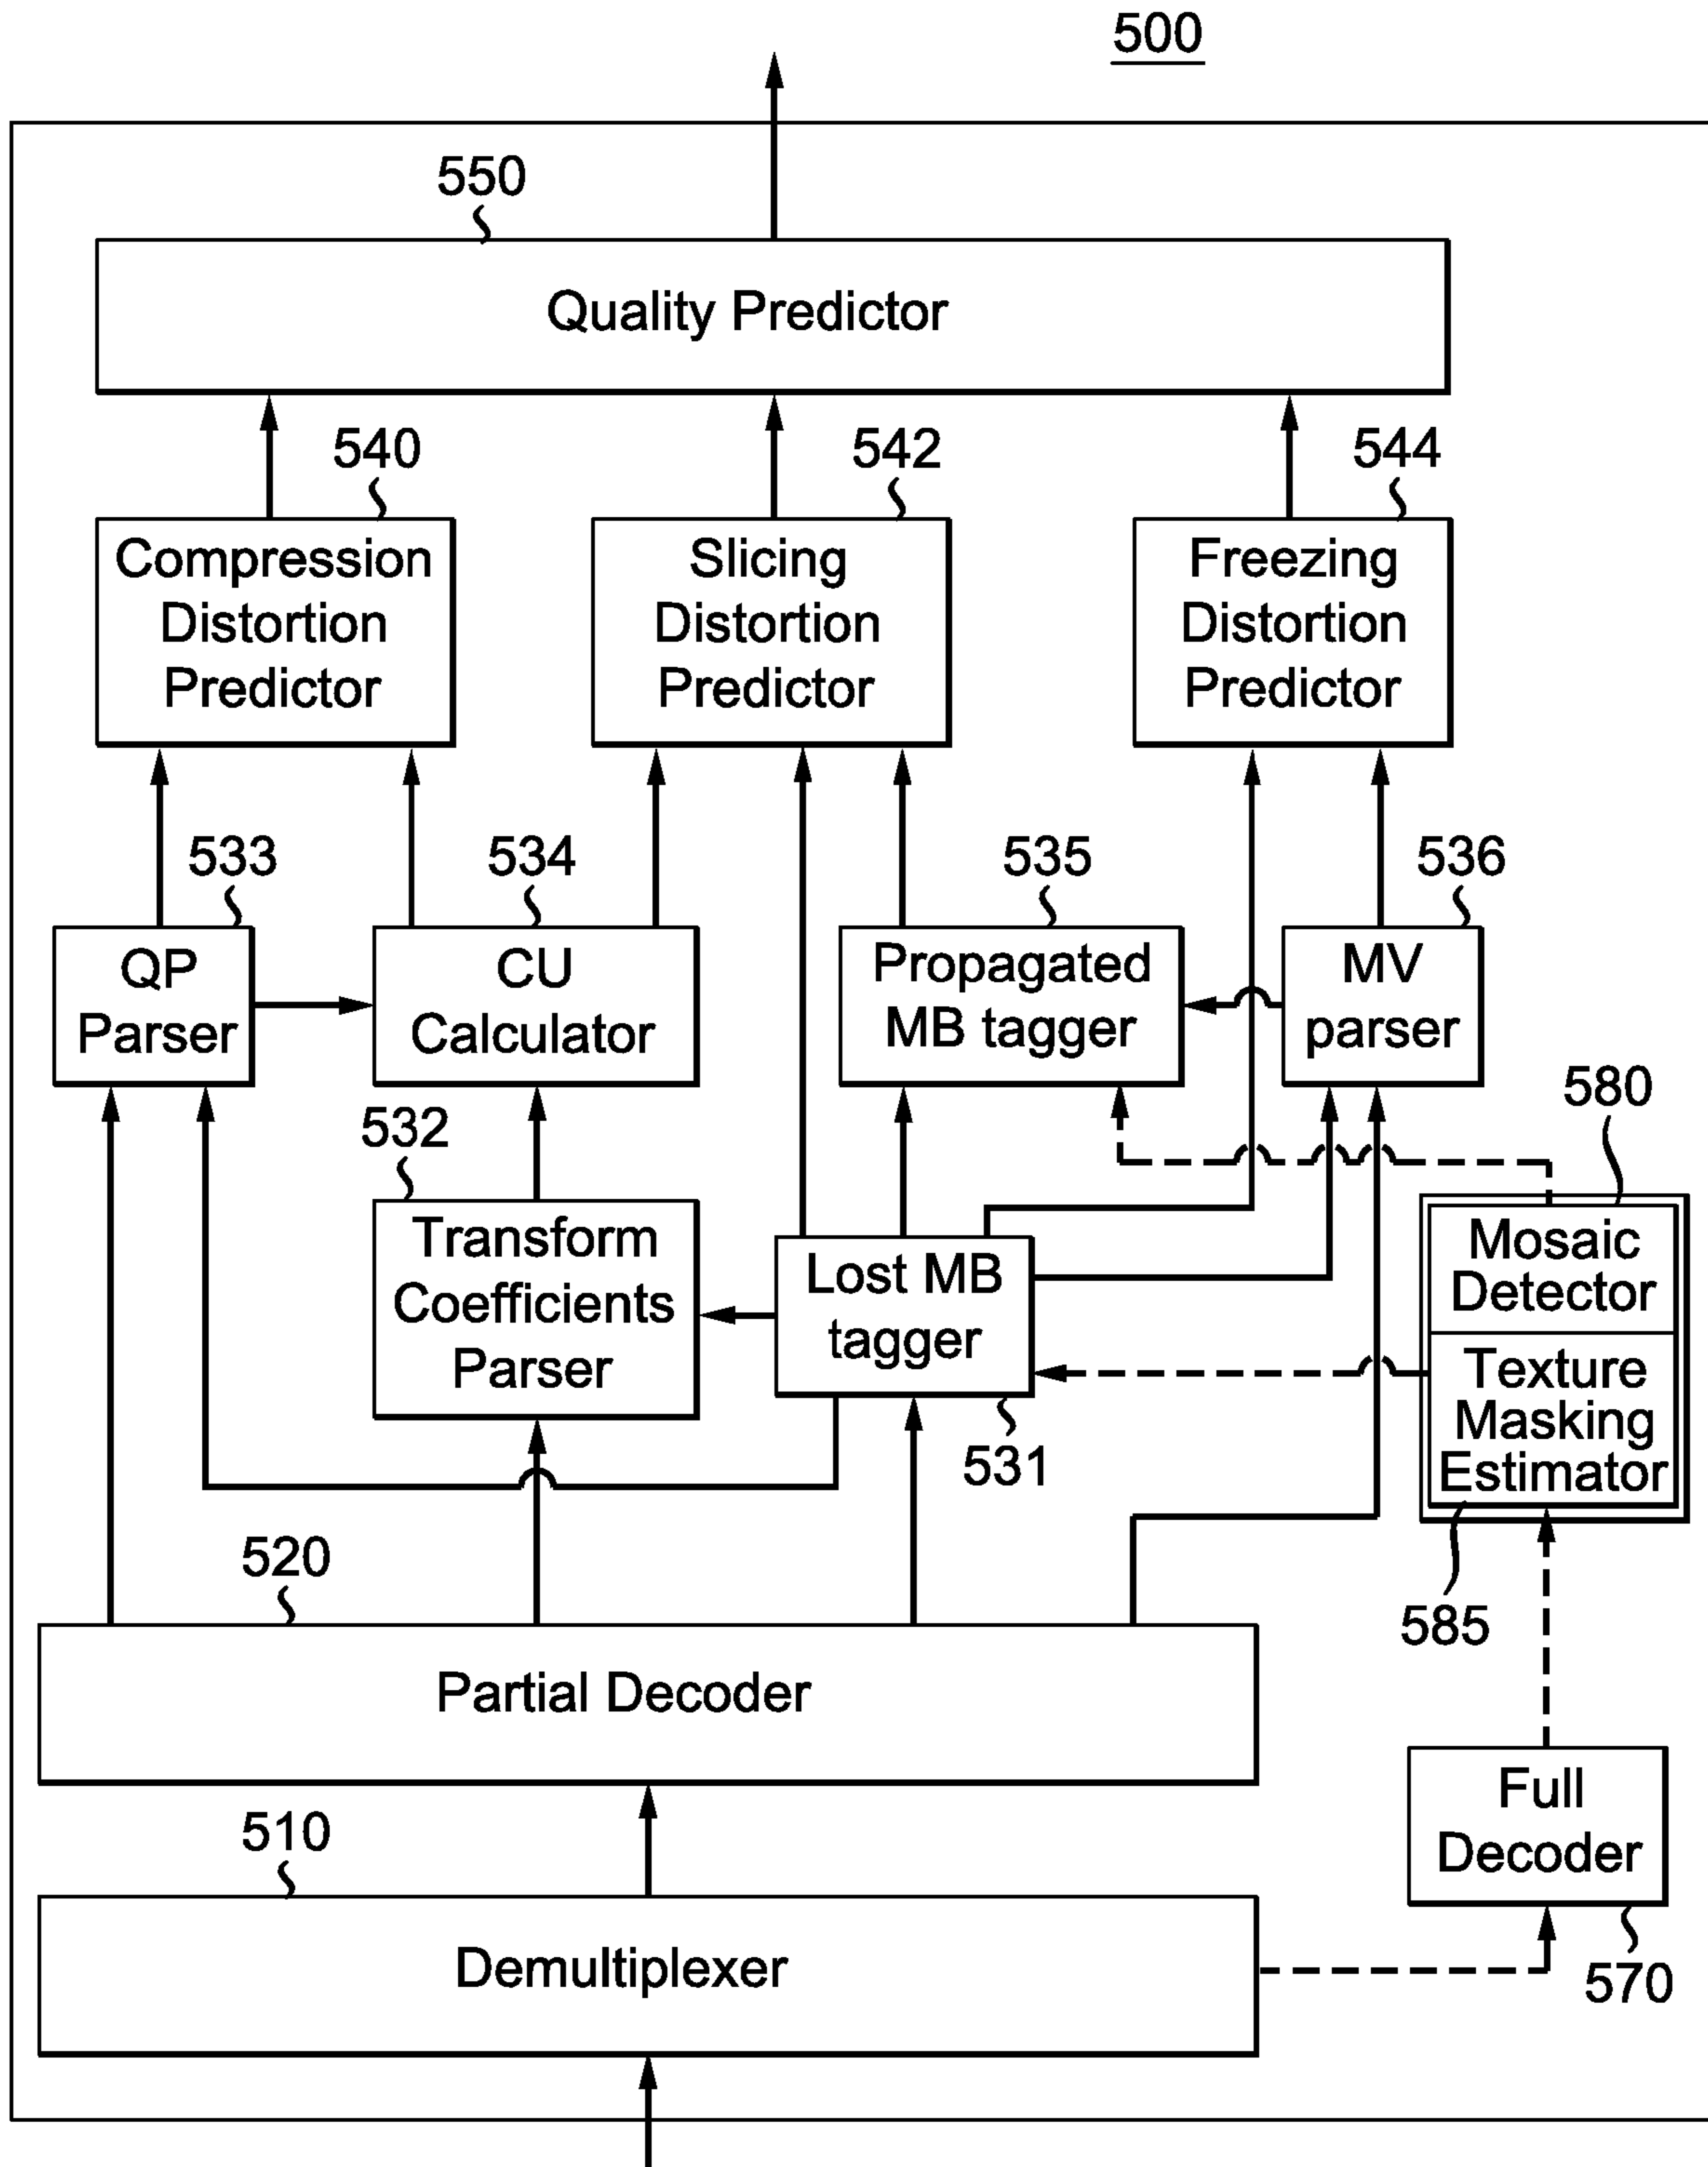 500
550
Quality Predictor
540
542
544
Compression
Distortion
Predictor
Slicing
Distortion
Predictor
Freezing
Distortion
Predictor
533
534
535
536
QP
Parser
CU
Calculator
Propagated
MB tagger
MV
parser
580
532
Transform
Coefficients
Parser
Lost MB
tagger
531
Mosaic
Detector
Texture
Masking
Estimator
585
520
Partial Decoder
510
Demultiplexer
Full
Decoder
570